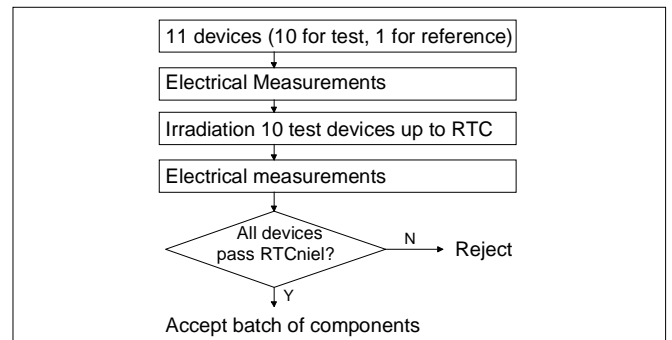 11 devices (10 for test, 1 for reference)
Electrical Measurements
Irradiation 10 test devices up to RTC
Electrical measurements
All devices
pass RTCniel?
N
Reject
Y
Accept batch of components